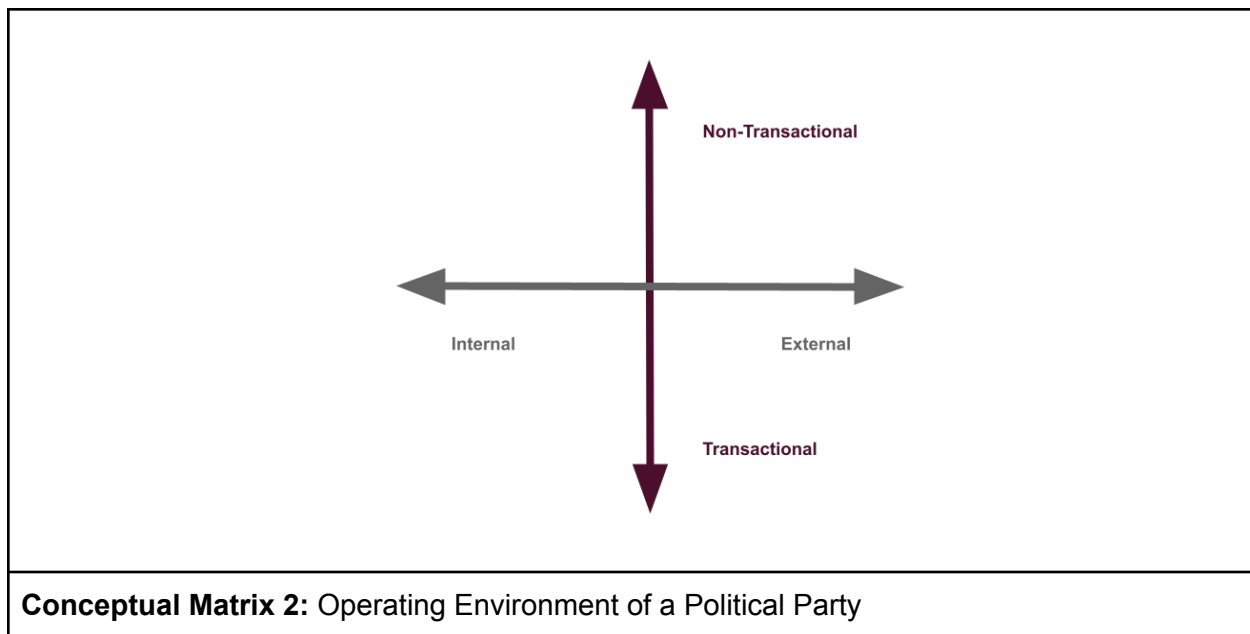 Non-Transactional
Internal
External
Transactional
Conceptual Matrix 2: Operating Environment of a Political Party